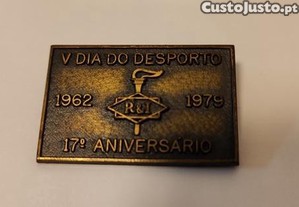 Custojusto.pt
V DIA DO DESPORTO
1962 R&I 1979
17º ANIVERSARIO